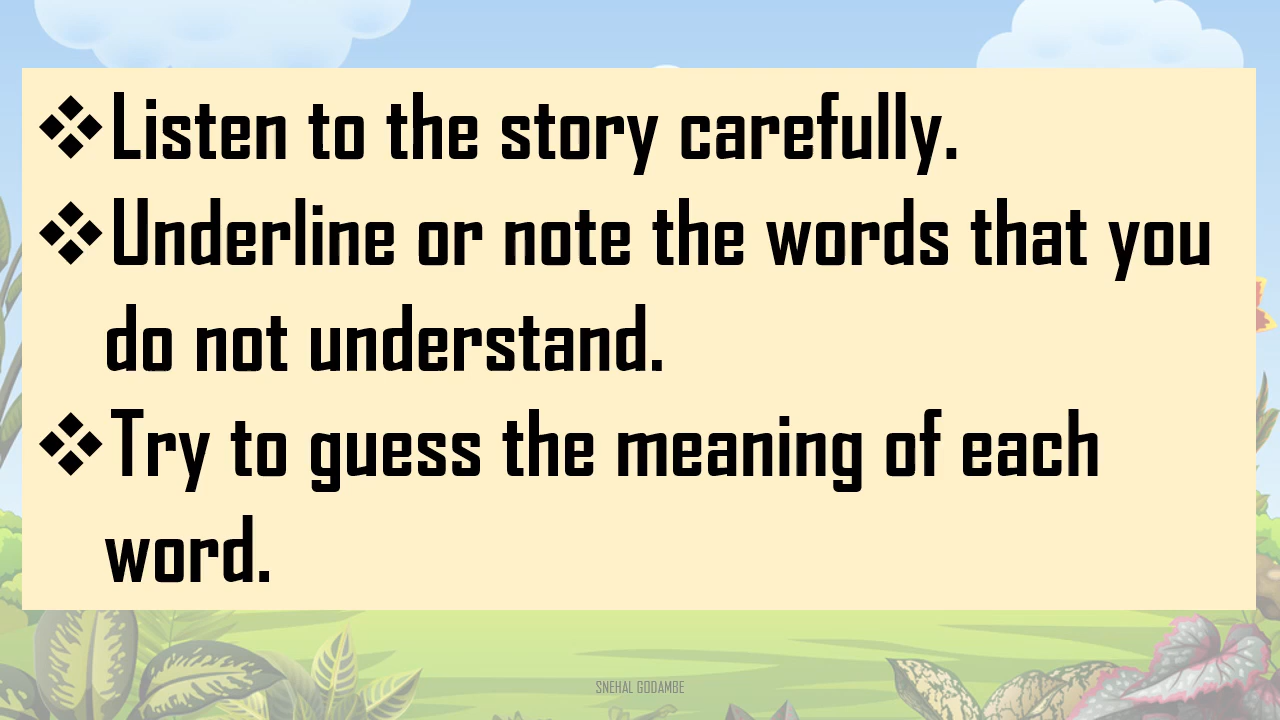 ❖Listen to the story carefully.
❖Underline or note the words that you
do not understand.
❖Try to guess the meaning of each
word.
SNEHAL GODAMBE